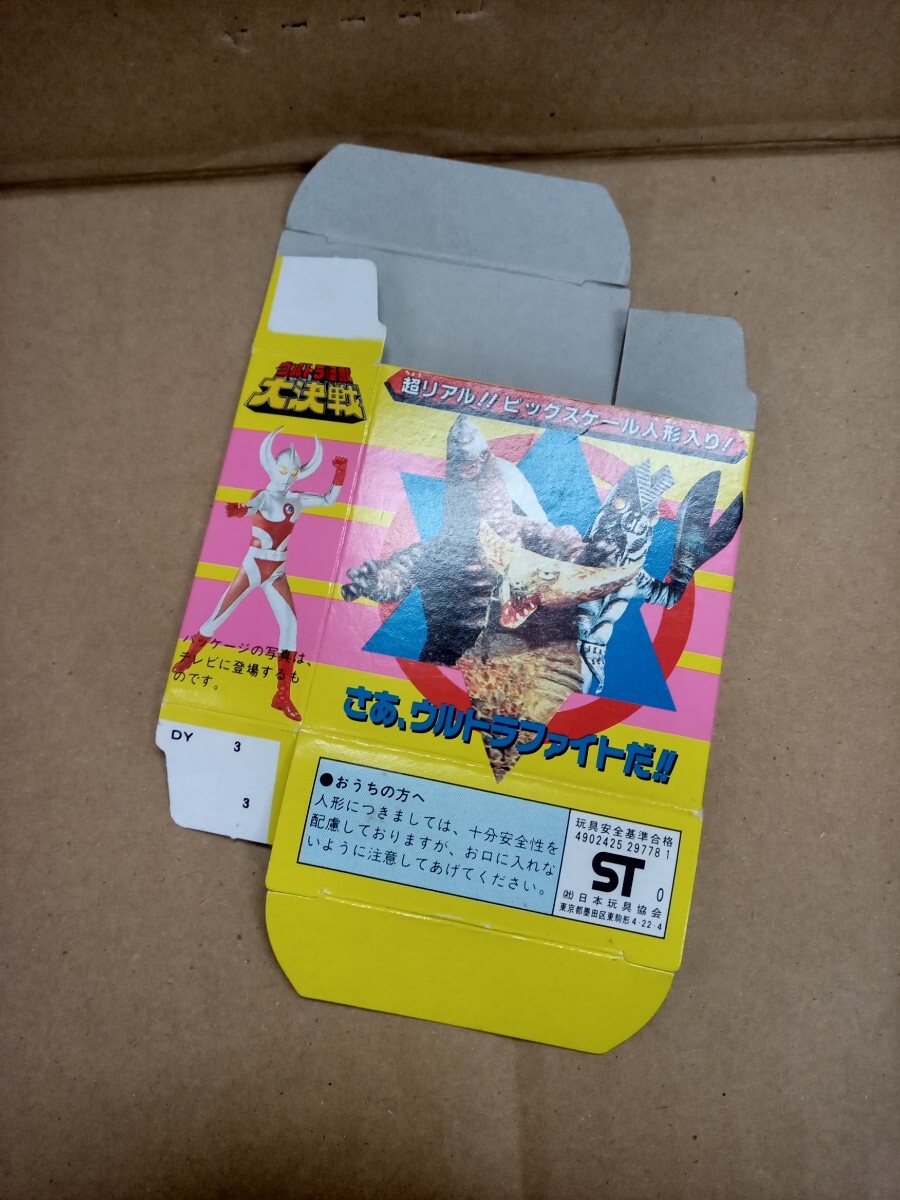 ウルトラ怪獣
大決戦
パッケージの写真は、
テレビに登場するも
のです。
DY 3
3
超リアル!! ビッグスケール人形入り!
ちょう
さあ、ウルトラファイトだ!!
●おうちの方へ
人形につきましては、十分安全性を
配慮しておりますが、お口に入れな
いように注意してあげてください。
玩具安全基準合格
4902425 29778 1
ST 0
㈳日本玩具協会
東京都墨田区東駒形4-22-4